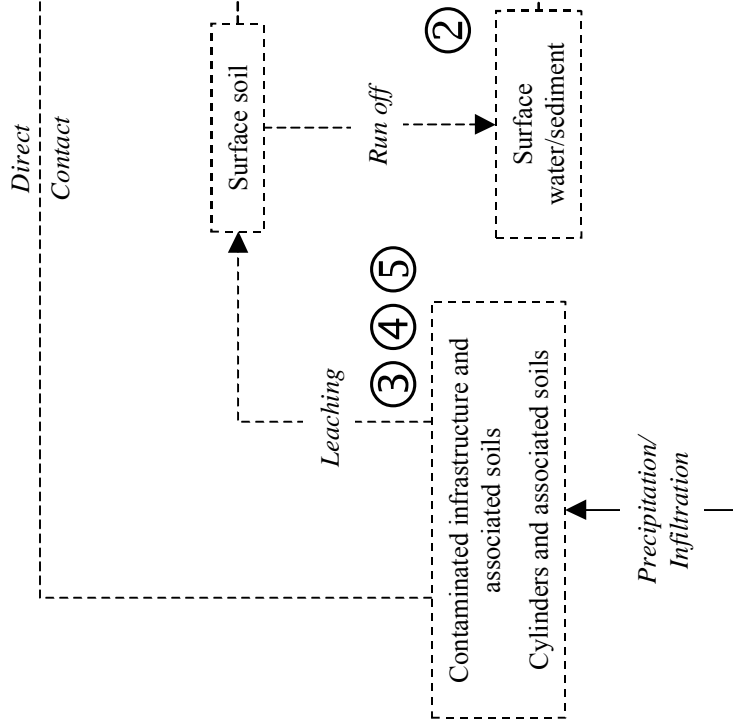 Direct
Contact
Surface soil
Run off
②
Surface
water/sediment
Leaching
③ ④ ⑤
Contaminated infrastructure and
associated soils
Cylinders and associated soils
Precipitation/
Infiltration